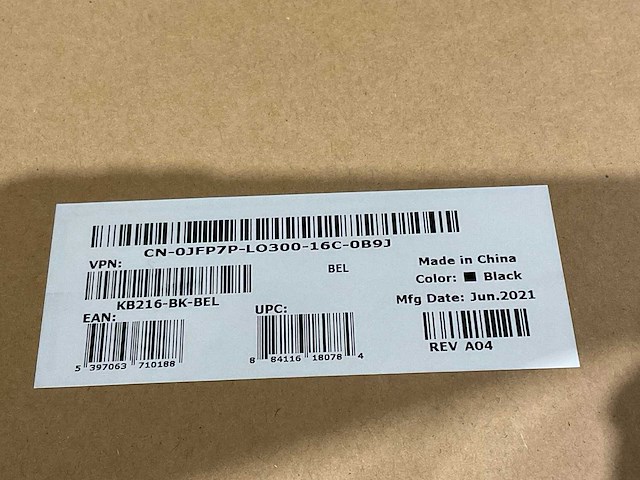 CN-0JFP7P-LO300-16C-0B9J
VPN:
BEL
Made in China
KB216-BK-BEL
Color: Black
Mfg Date: Jun.2021
EAN:
UPC:
5 397063 710188
8 84116 18078 4
REV A04